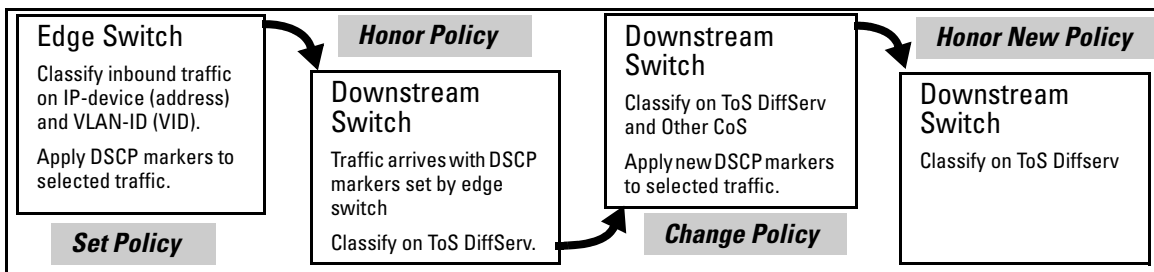 Edge Switch
Classify inbound traffic
on IP-device (address)
and VLAN-ID (VID).
Apply DSCP markers to
selected traffic.
Set Policy
Honor Policy
Downstream
Switch
Traffic arrives with DSCP
markers set by edge
switch
Classify on ToS DiffServ.
Downstream
Switch
Classify on ToS DiffServ
and Other CoS
Apply new DSCP markers
to selected traffic.
Change Policy
Honor New Policy
Downstream
Switch
Classify on ToS Diffserv